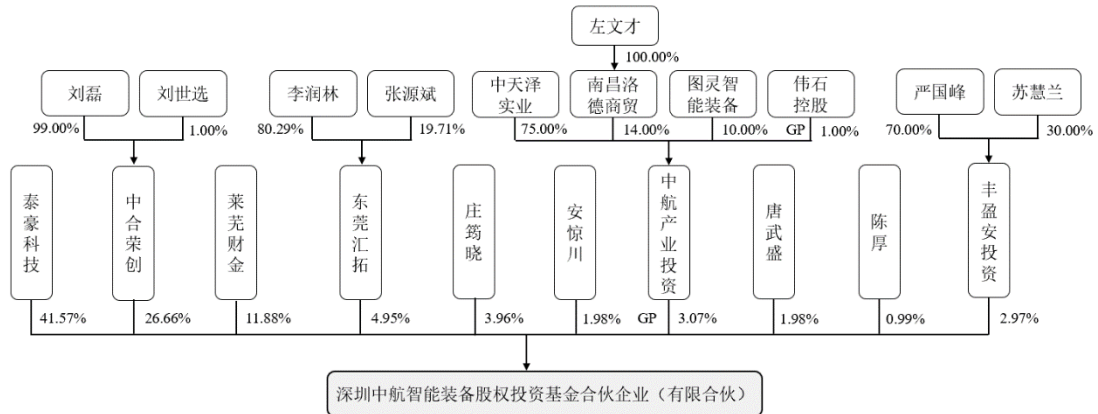 左文才
100.00%
刘磊
刘世选
李润林
张源斌
中天泽
实业
南昌洛
德商贸
图灵智
能装备
伟石
控股
严国峰
苏慧兰
99.00%
1.00%
80.29%
19.71%
75.00%
14.00%
10.00%
GP
1.00%
70.00%
30.00%
泰豪科技
中合荣创
莱芜财金
东莞汇拓
庄筠晓
安惊川
中航产业投资
唐武盛
陈厚
丰盈安投资
41.57%
26.66%
11.88%
4.95%
3.96%
1.98%
GP
3.07%
1.98%
0.99%
2.97%
深圳中航智能装备股权投资基金合伙企业（有限合伙）